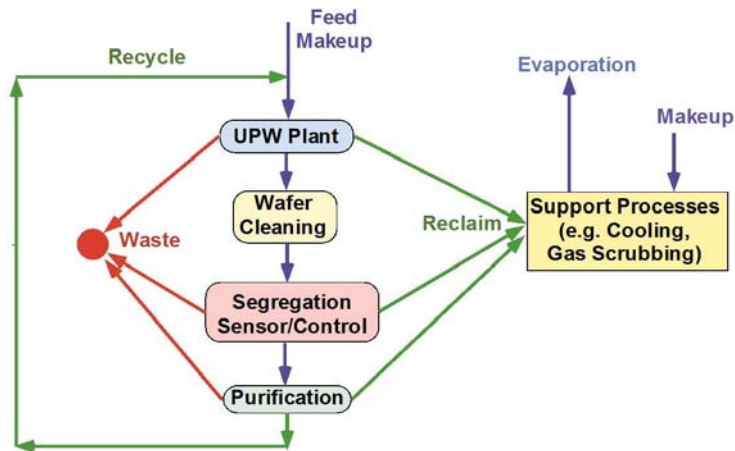 Feed
Makeup
Recycle
Evaporation
Makeup
UPW Plant
Wafer
Cleaning
Waste
Reclaim
Support Processes
(e.g. Cooling,
Gas Scrubbing)
Segregation
Sensor/Control
Purification